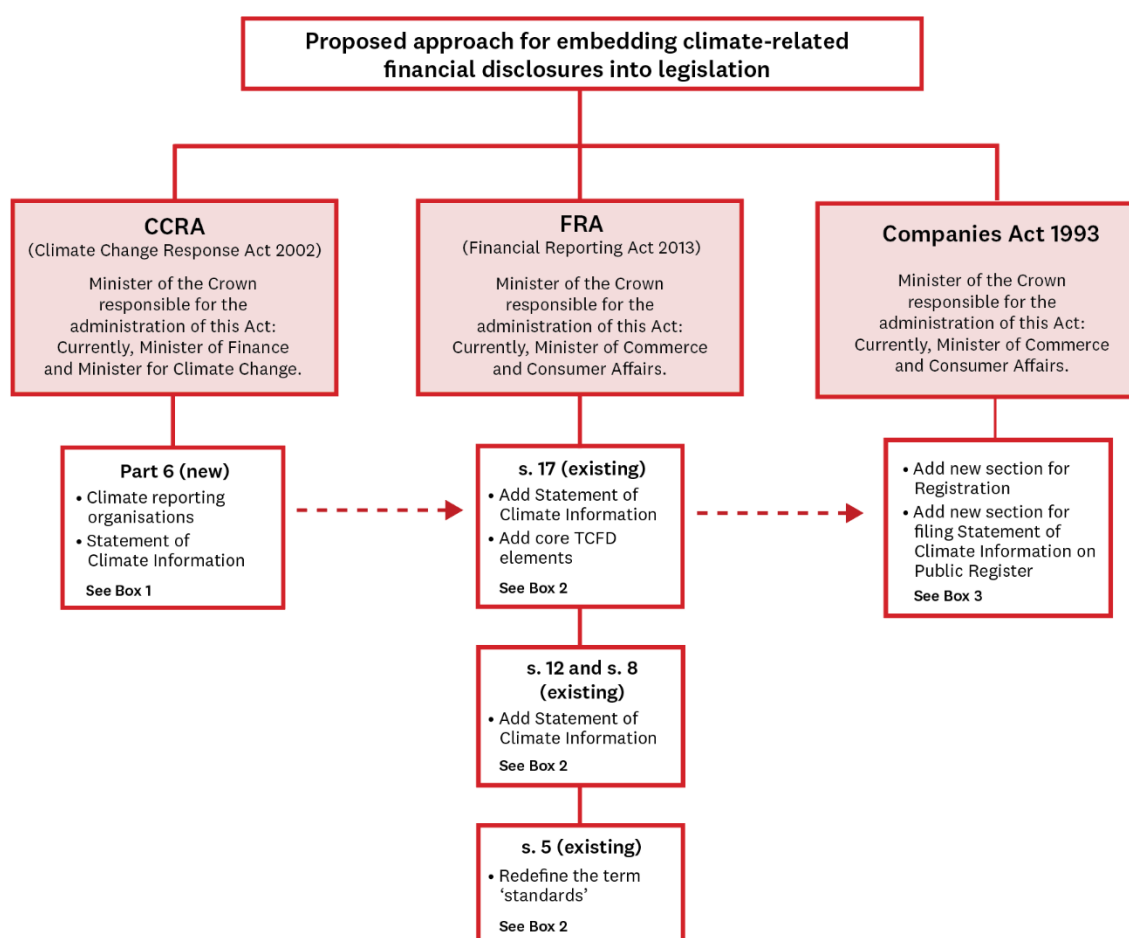 Proposed approach for embedding climate-related
financial disclosures into legislation
CCRA
(Climate Change Response Act 2002)
Minister of the Crown
responsible for the
administration of this Act:
Currently, Minister of Finance
and Minister for Climate Change.
FRA
(Financial Reporting Act 2013)
Minister of the Crown
responsible for the
administration of this Act:
Currently, Minister of Commerce
and Consumer Affairs.
Companies Act 1993
Minister of the Crown
responsible for the
administration of this Act:
Currently, Minister of Commerce
and Consumer Affairs.
Part 6 (new)
• Climate reporting
organisations
• Statement of
Climate Information
See Box 1
s. 17 (existing)
• Add Statement of
Climate Information
• Add core TCFD
elements
See Box 2
• Add new section for
Registration
• Add new section for
filing Statement of
Climate Information on
Public Register
See Box 3
s. 12 and s. 8
(existing)
• Add Statement of
Climate Information
See Box 2
s. 5 (existing)
• Redefine the term
‘standards’
See Box 2